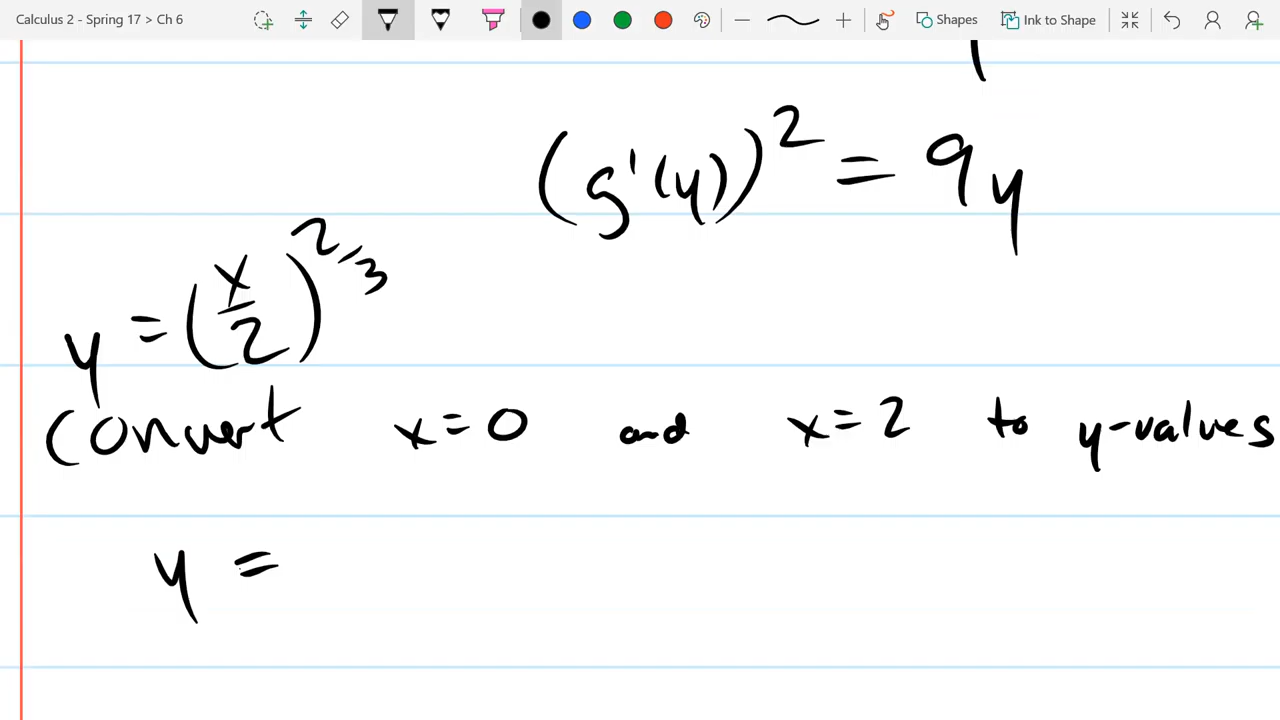 Calculus 2 - Spring 17 > Ch 6 Shapes Ink to Shape
(g'(y))^2 = 9y
y = (x/2)^2/3
Convert x=0 and x=2 to y-values
y =